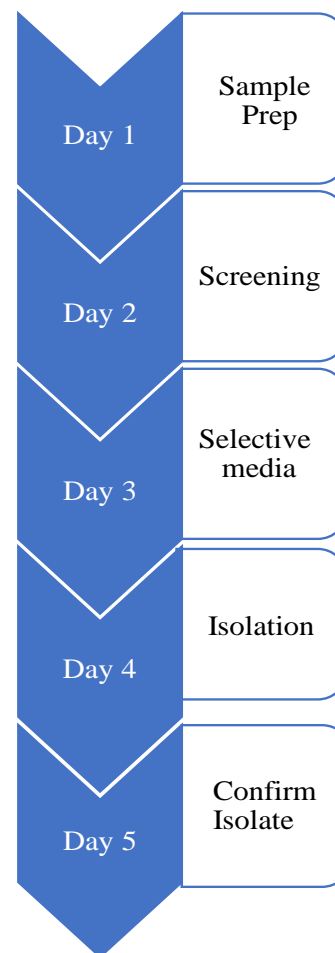 Day 1
Sample
Prep
Day 2
Screening
Day 3
Selective
media
Day 4
Isolation
Day 5
Confirm
Isolate